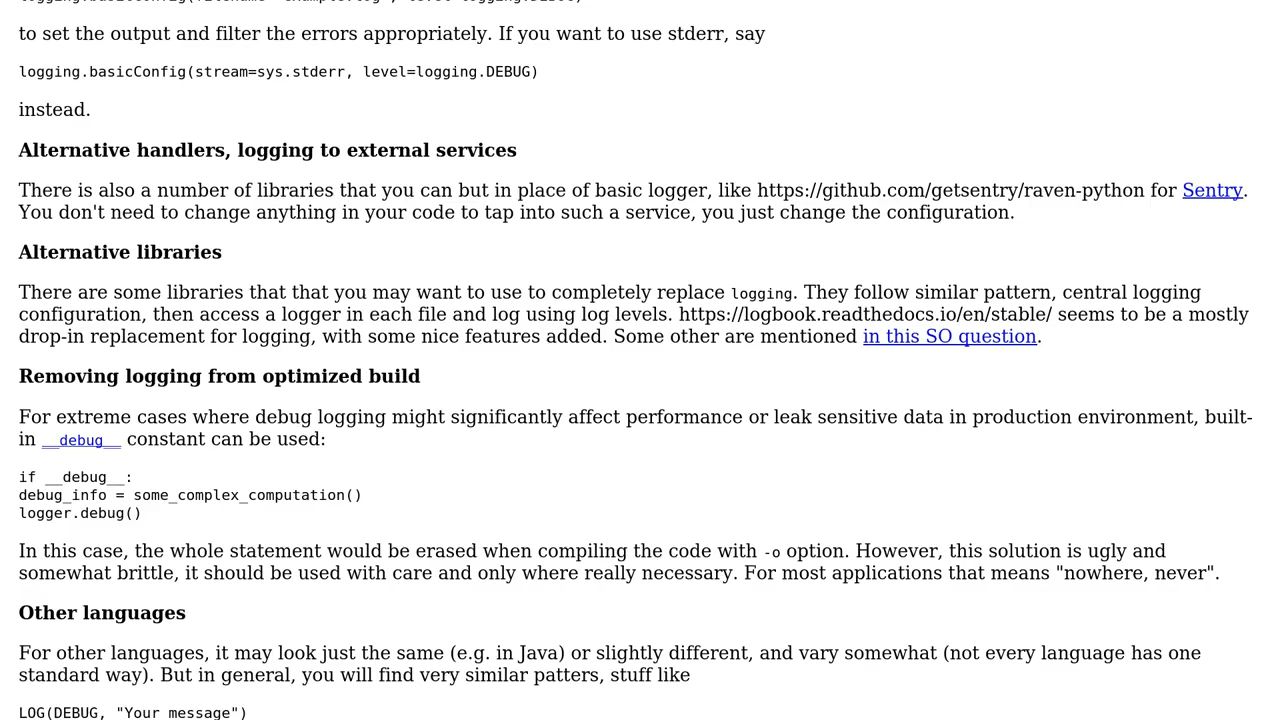 to set the output and filter the errors appropriately. If you want to use stderr, say
logging.basicConfig(stream=sys.stderr, level=logging.DEBUG)
instead.
Alternative handlers, logging to external services
There is also a number of libraries that you can but in place of basic logger, like https://github.com/getsentry/raven-python for Sentry.
You don't need to change anything in your code to tap into such a service, you just change the configuration.
Alternative libraries
There are some libraries that that you may want to use to completely replace logging. They follow similar pattern, central logging
configuration, then access a logger in each file and log using log levels. https://logbook.readthedocs.io/en/stable/ seems to be a mostly
drop-in replacement for logging, with some nice features added. Some other are mentioned in this SO question.
Removing logging from optimized build
For extreme cases where debug logging might significantly affect performance or leak sensitive data in production environment, built-
in __debug__ constant can be used:
if __debug__:
debug_info = some_complex_computation()
logger.debug()
In this case, the whole statement would be erased when compiling the code with -o option. However, this solution is ugly and
somewhat brittle, it should be used with care and only where really necessary. For most applications that means "nowhere, never".
Other languages
For other languages, it may look just the same (e.g. in Java) or slightly different, and vary somewhat (not every language has one
standard way). But in general, you will find very similar patters, stuff like
LOG(DEBUG, "Your message")